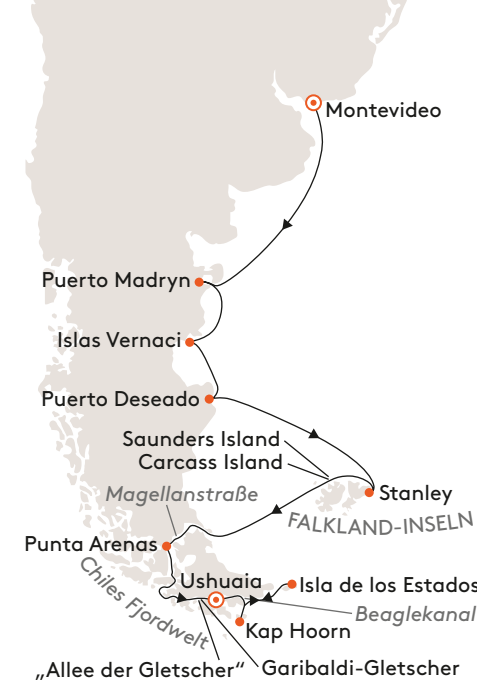 Montevideo
Puerto Madryn
Islas Vernaci
Puerto Deseado
Saunders Island
Carcass Island
Magellanstraße
Stanley
FALKLAND-INSELN
Punta Arenas
Chiles Fjordwelt
Ushuaia
Isla de los Estados
Beaglekanal
Kap Hoorn
„Allee der Gletscher“
Garibaldi-Gletscher